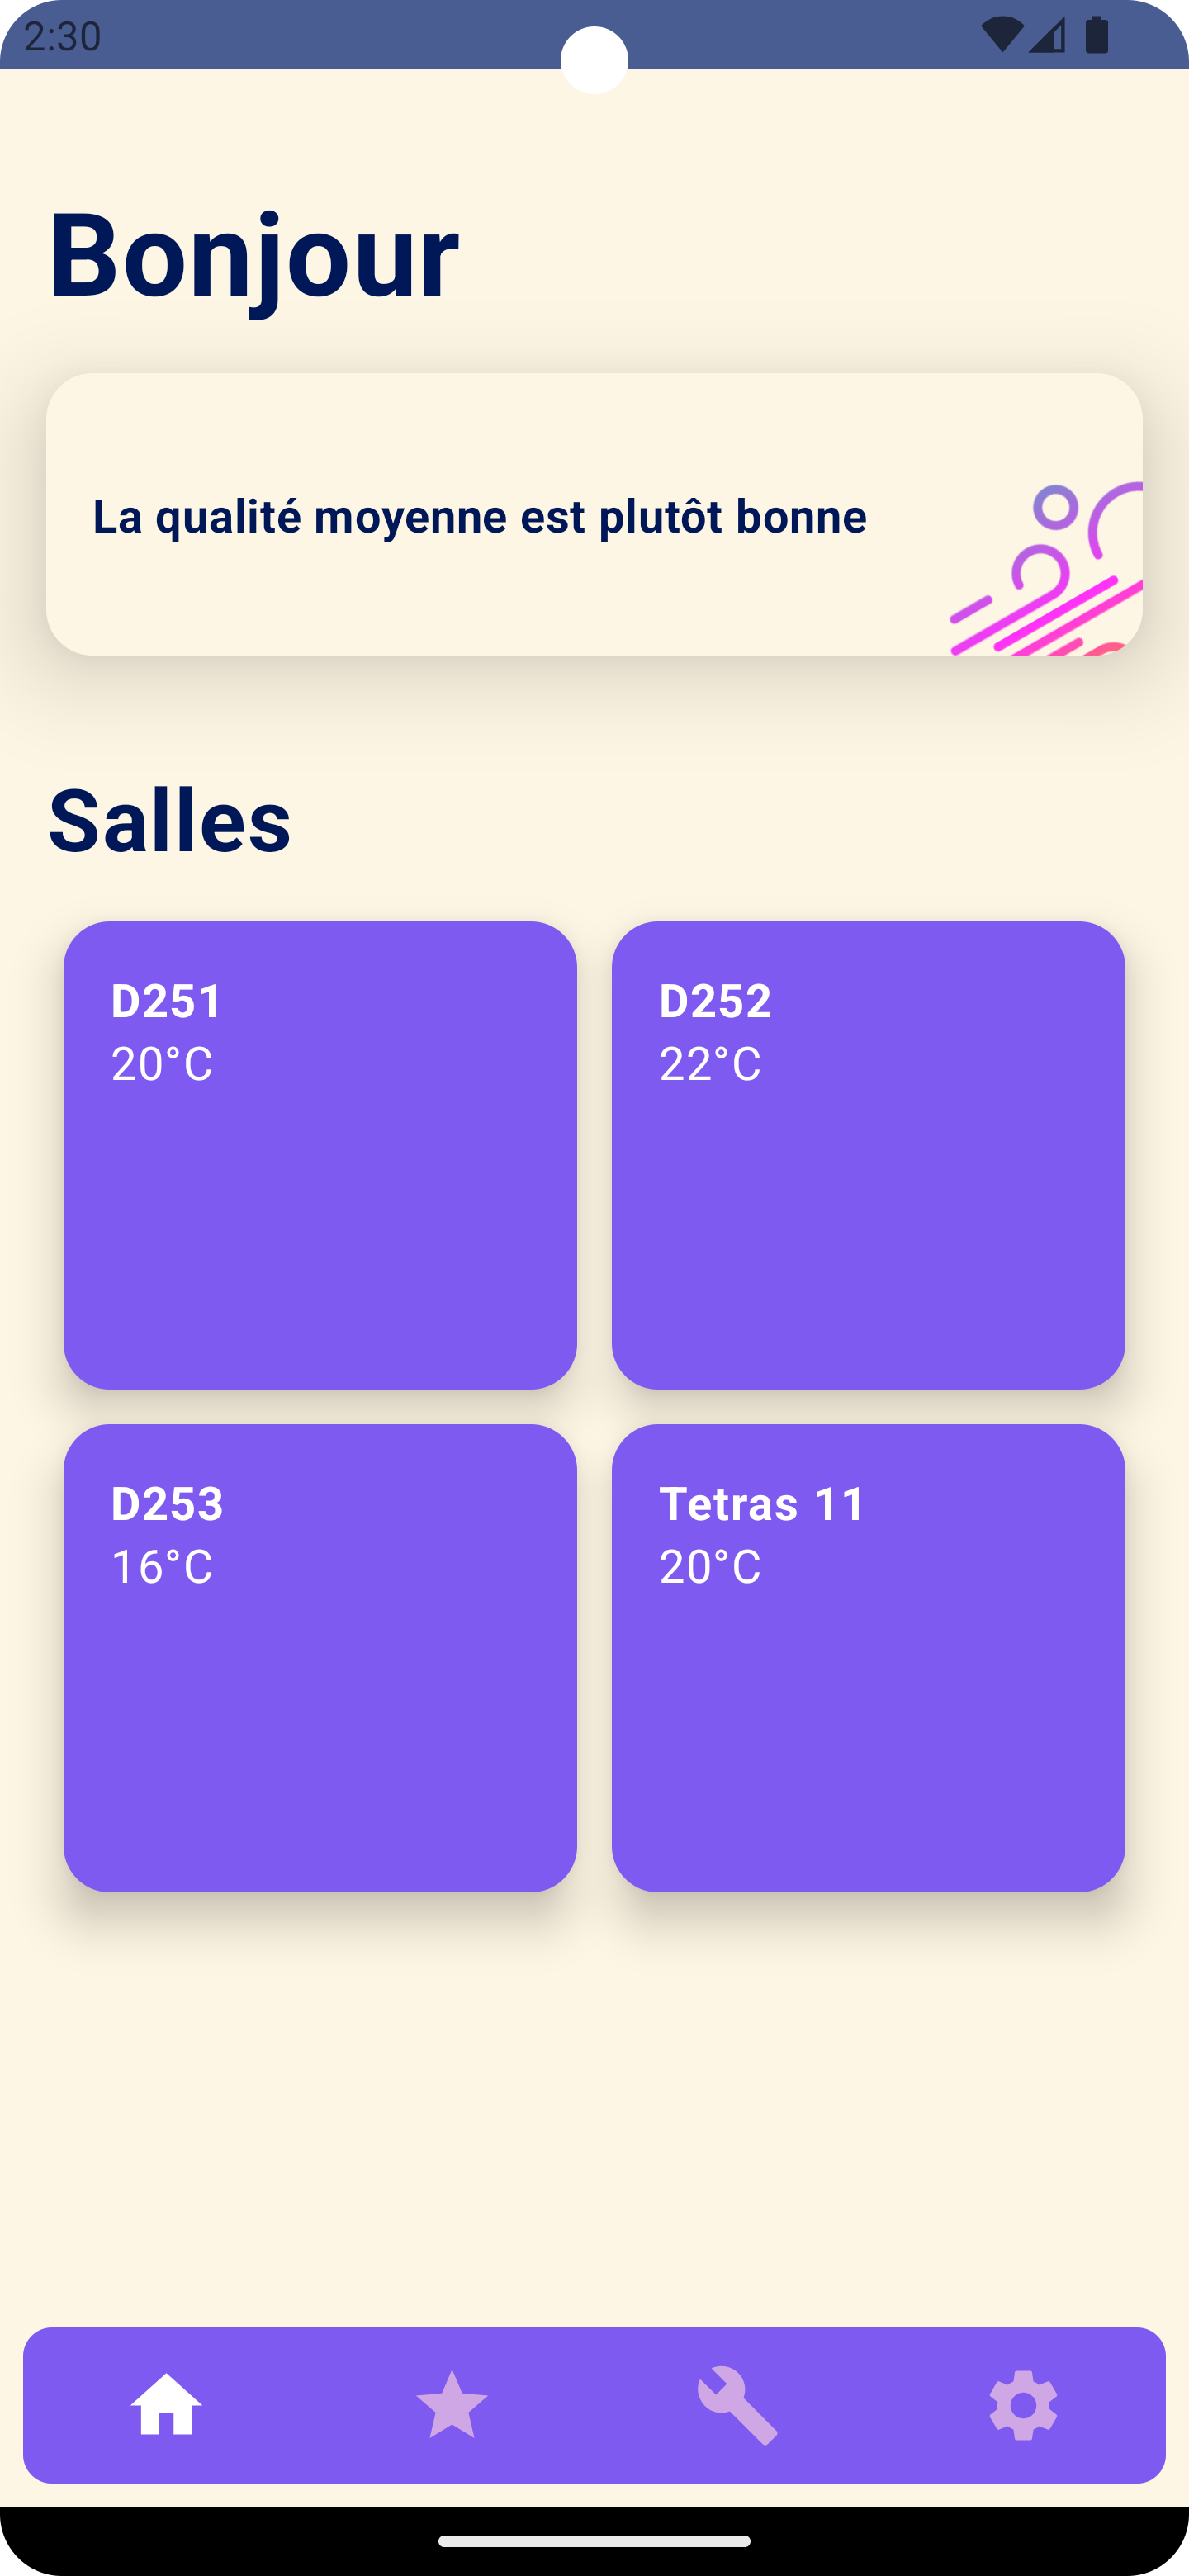 2:30
Bonjour
La qualité moyenne est plutôt bonne
Salles
D251
20°C
D252
22°C
D253
16°C
Tetras 11
20°C